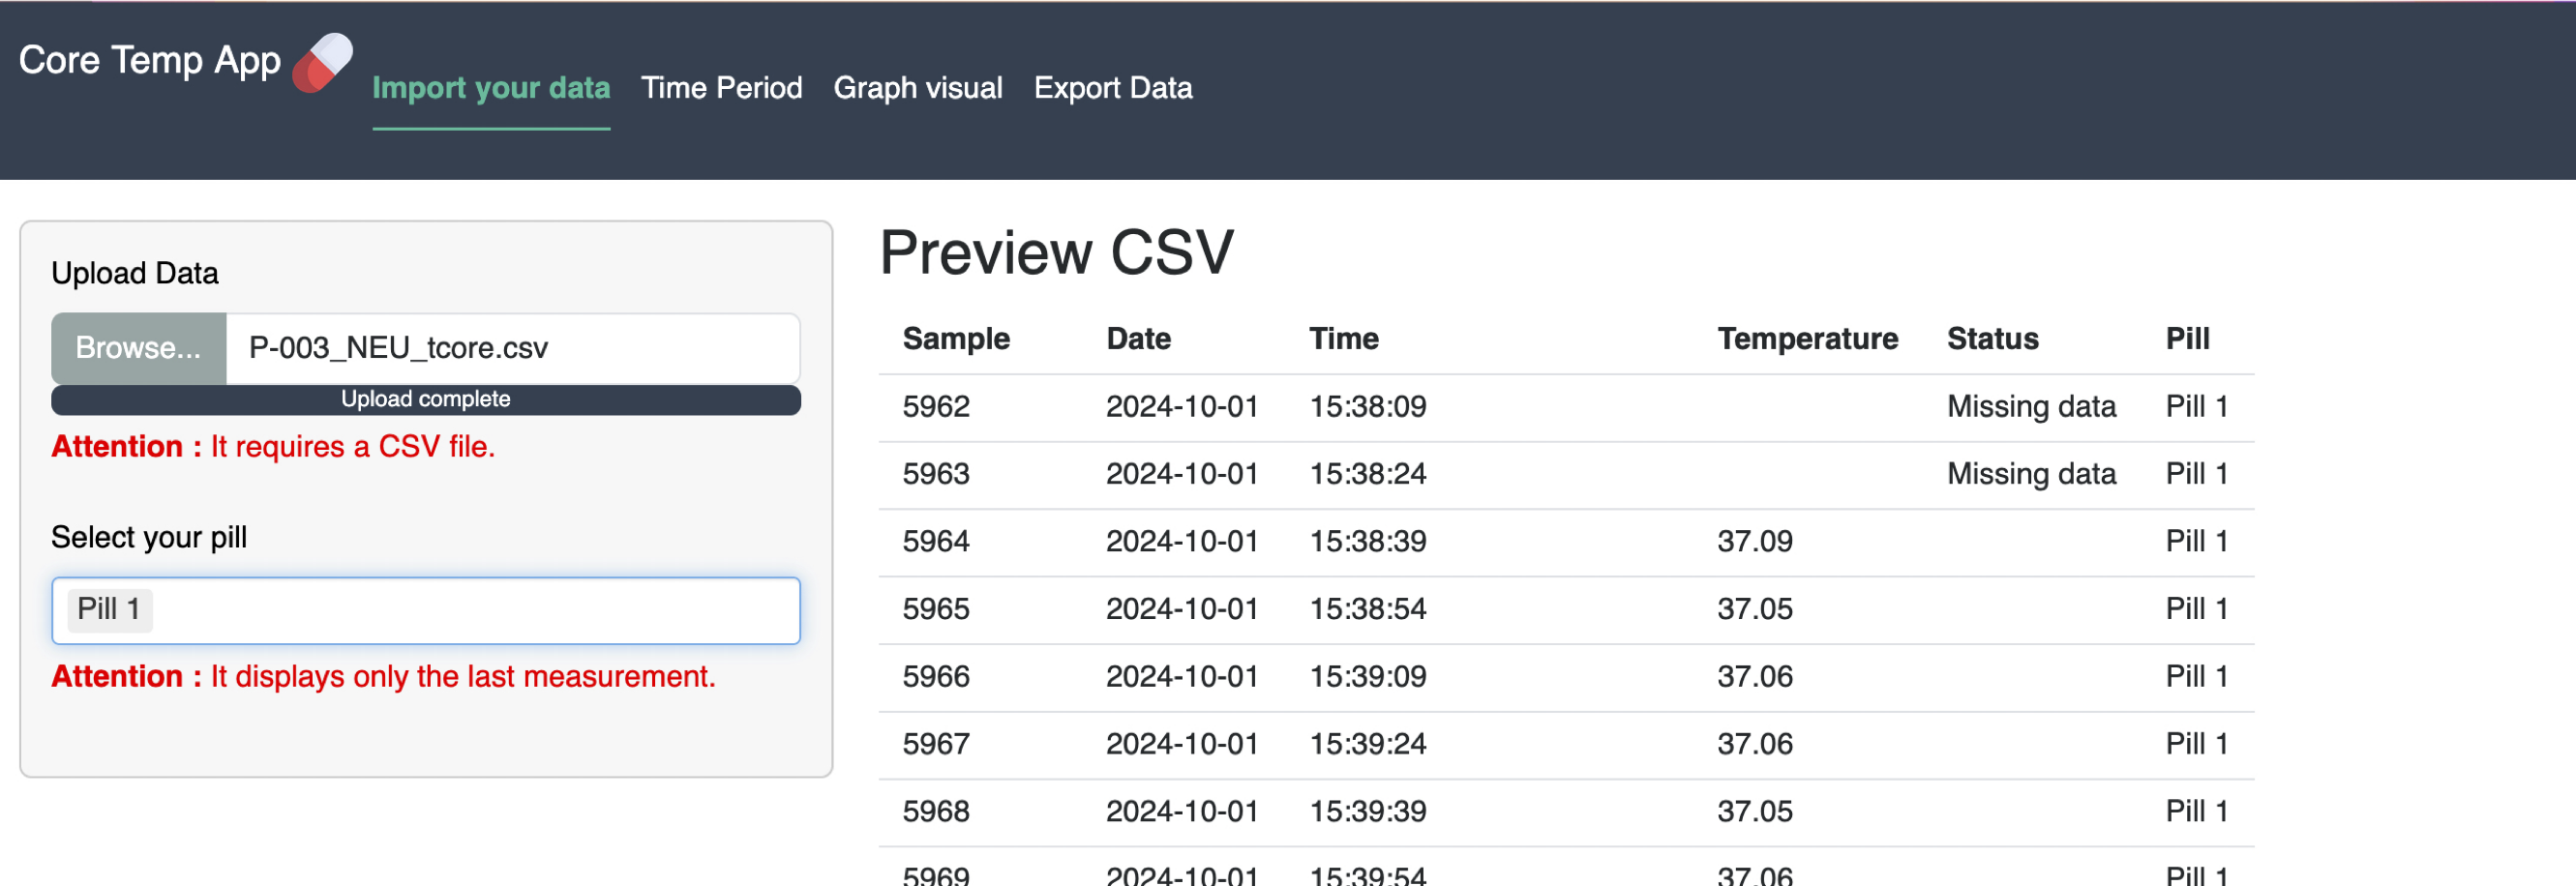 Core Temp App
Import your data Time Period Graph visual Export Data
Upload Data
Browse... P-003_NEU_tcore.csv
Upload complete
Attention : It requires a CSV file.
Select your pill
Pill 1
Attention : It displays only the last measurement.
Preview CSV
Sample Date Time Temperature Status Pill
5962 2024-10-01 15:38:09 Missing data Pill 1
5963 2024-10-01 15:38:24 Missing data Pill 1
5964 2024-10-01 15:38:39 37.09 Pill 1
5965 2024-10-01 15:38:54 37.05 Pill 1
5966 2024-10-01 15:39:09 37.06 Pill 1
5967 2024-10-01 15:39:24 37.06 Pill 1
5968 2024-10-01 15:39:39 37.05 Pill 1
5969 2024-10-01 15:39:54 37.06 Pill 1